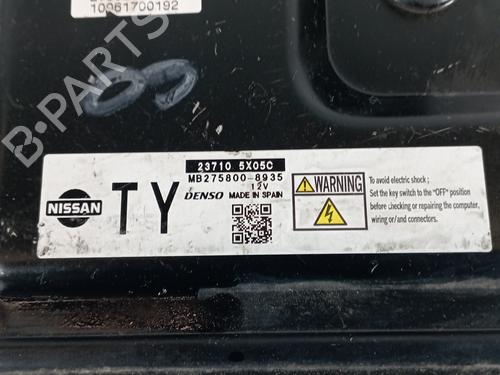 10061700192
B-PARTS
23710 5X05C
MB275800-8935
12V
DENSO MADE IN SPAIN
NISSAN
TY
WARNING
To avoid electric shock ;
Set the key switch to the "OFF" position
before checking or repairing the computer,
wiring or/and connectors.